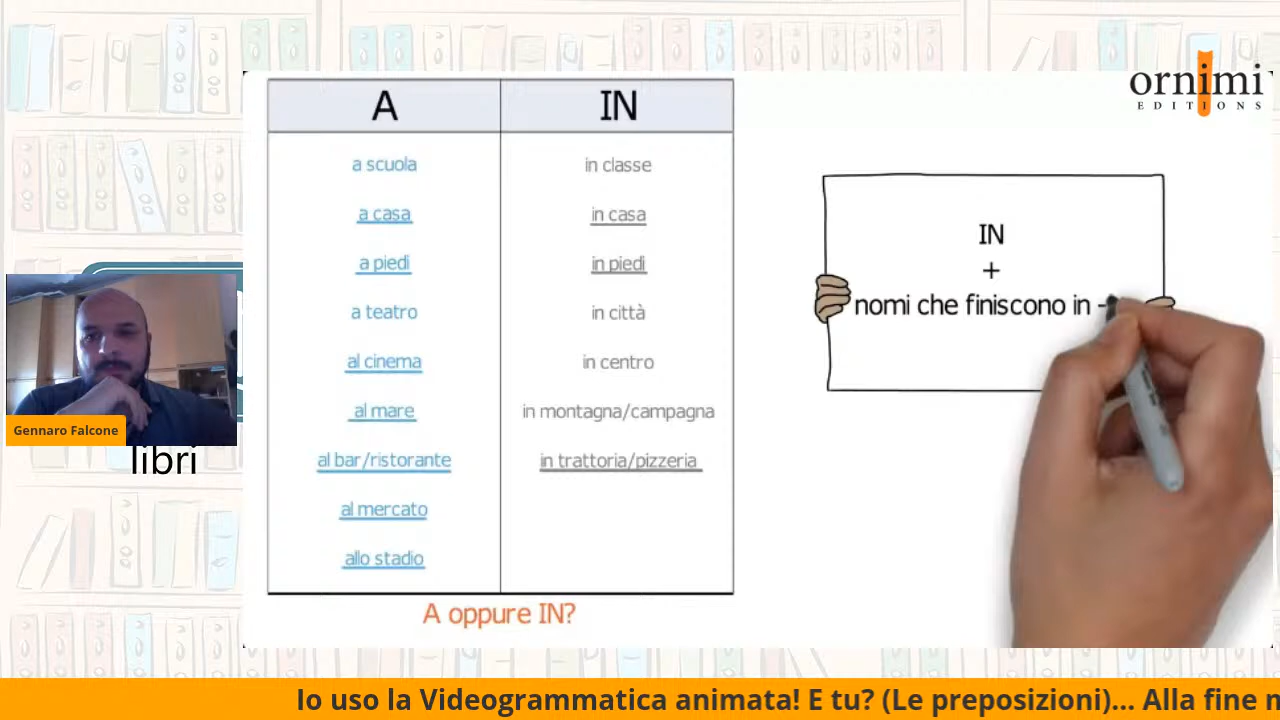 ornimi
EDITIONS
A
IN
a scuola
in classe
a casa
in casa
a piedi
in piedi
a teatro
in città
al cinema
in centro
al mare
in montagna/campagna
al bar/ristorante
in trattoria/pizzeria
al mercato
allo stadio
A oppure IN?
IN
+
nomi che finiscono in -
Gennaro Falcone
libri
Io uso la Videogrammatica animata! E tu? (Le preposizioni)... Alla fine